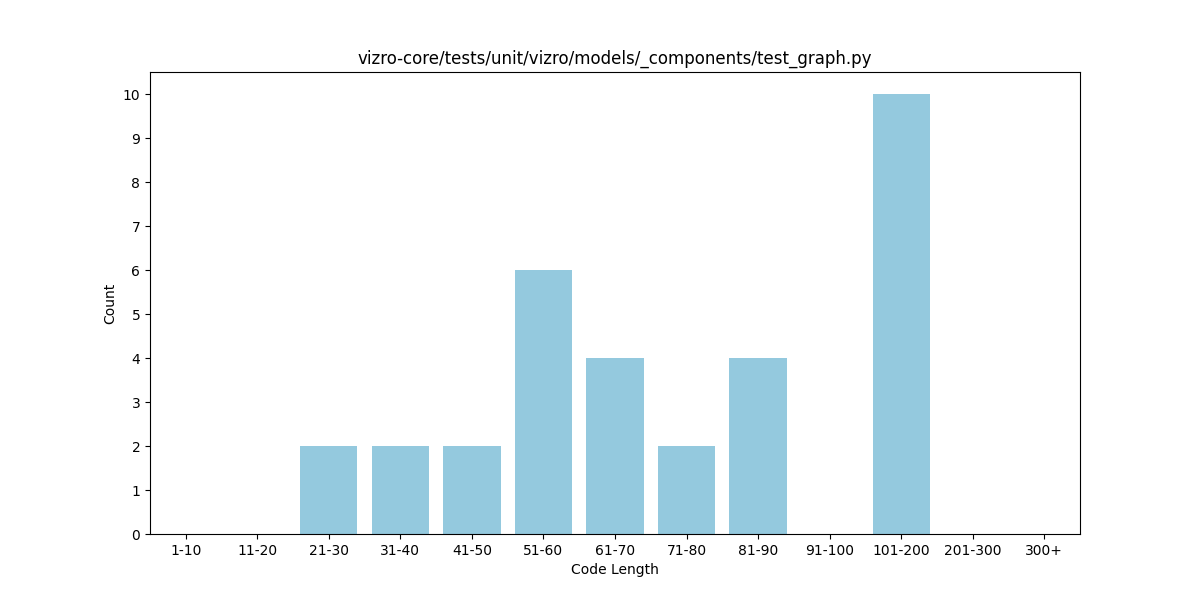 vizro-core/tests/unit/vizro/models/_components/test_graph.py
10
9
8
7
6
5
4
3
2
1
0
Count
1-10 11-20 21-30 31-40 41-50 51-60 61-70 71-80 81-90 91-100 101-200 201-300 300+
Code Length